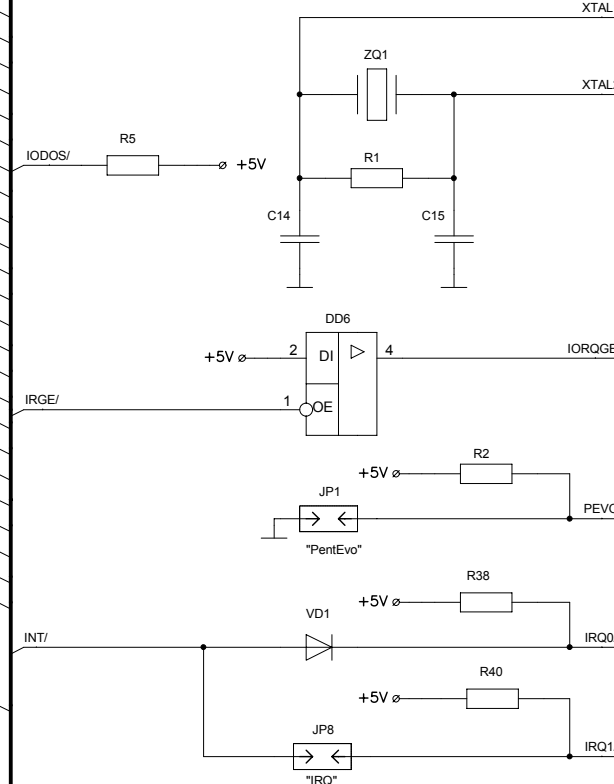 XTAL
ZQ1
XTAL
R5
IODOS/
+5V
R1
C14
C15
DD6
+5V
2
DI
4
IORQGE
IRGE/
1
OE
R2
+5V
JP1
PEVO
"PentEvo"
R38
+5V
VD1
INT/
IRQ0
R40
+5V
JP8
IRQ1
"IRQ"